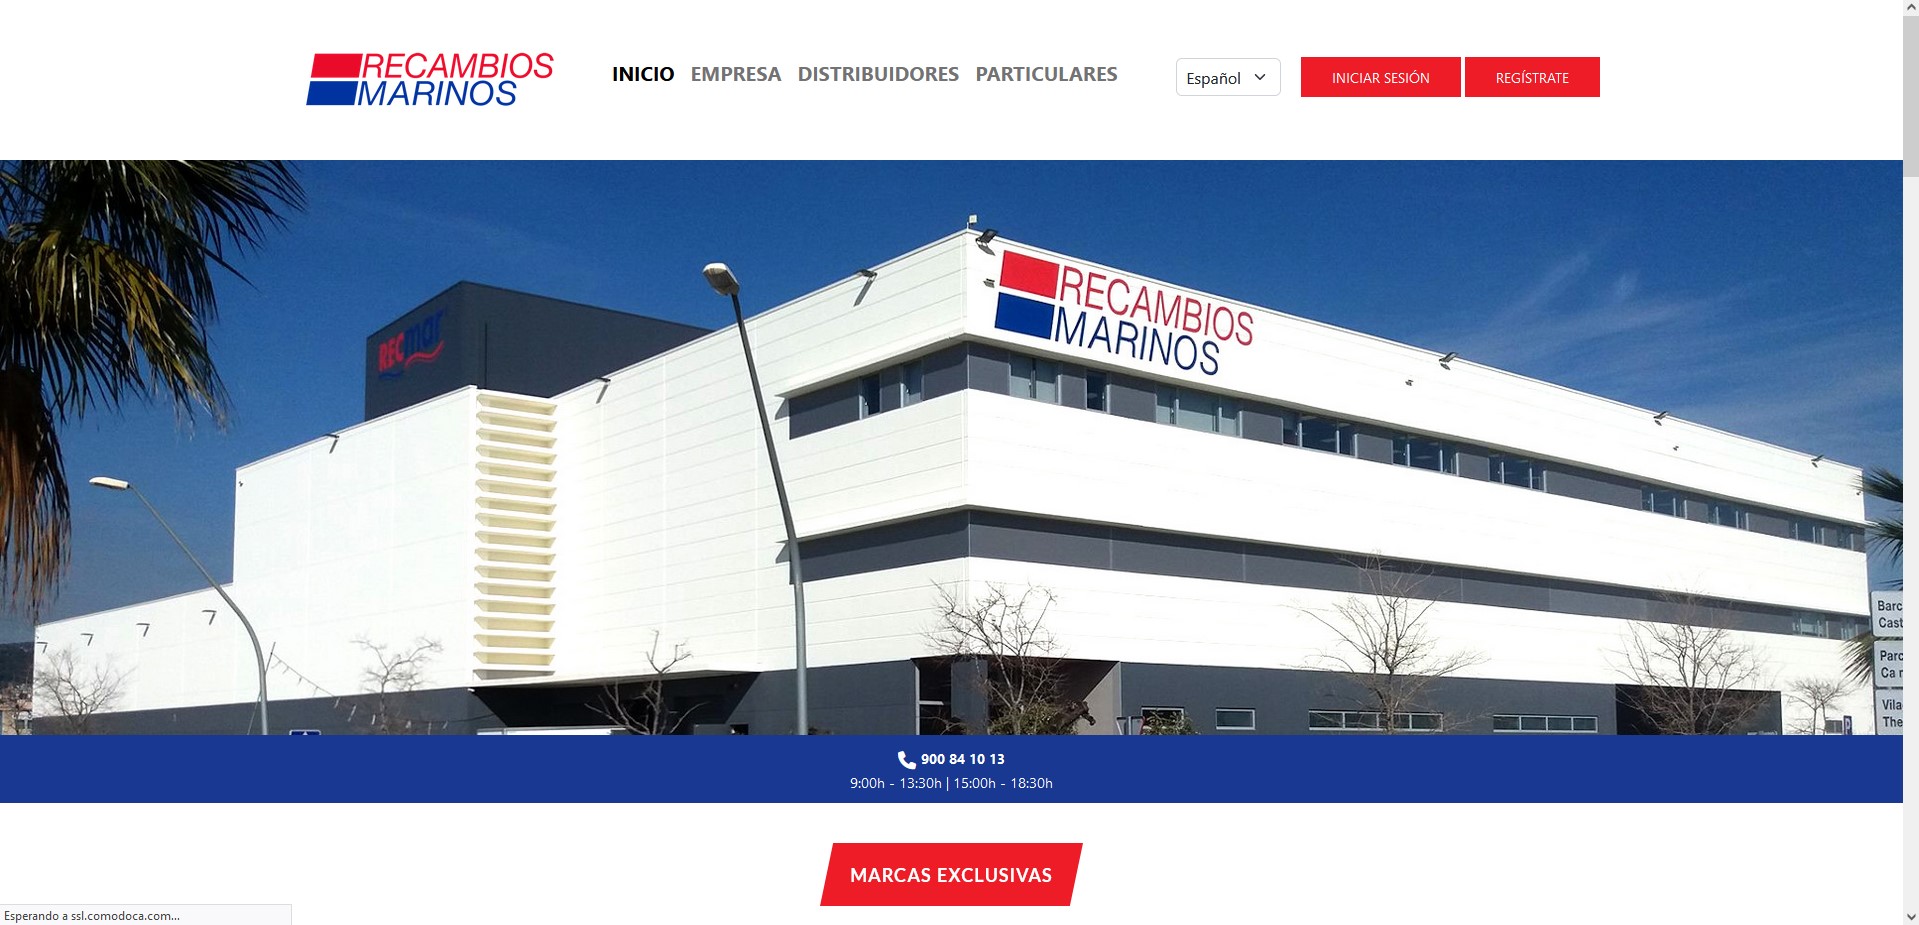 RECAMBIOS
MARINOS
INICIO EMPRESA DISTRIBUIDORES PARTICULARES
Español
INICIAR SESIÓN
REGÍSTRATE
RECAMBIOS
MARINOS
RECmar
Barc
Cast
Parc
Ca
Vila
The
900 84 10 13
9:00h - 13:30h | 15:00h - 18:30h
MARCAS EXCLUSIVAS
Esperando a ssl.comodoca.com...